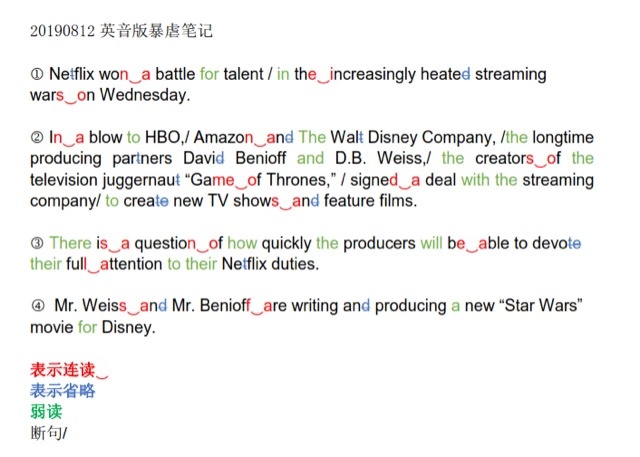 20190812 英音版暴虐笔记
① Netflix won‿a battle for talent / in the‿increasingly heated streaming
wars‿on Wednesday.
② In‿a blow to HBO,/ Amazon‿and The Walt Disney Company, /the longtime
producing partners David Benioff and D.B. Weiss,/ the creators‿of the
television juggernaut “Game‿of Thrones,” / signed‿a deal with the streaming
company/ to create new TV shows‿and feature films.
③ There is‿a question‿of how quickly the producers will be‿able to devote
their full‿attention to their Netflix duties.
④ Mr. Weiss‿and Mr. Benioff‿are writing and producing a new “Star Wars”
movie for Disney.
表示连读‿
表示省略
弱读
断句/